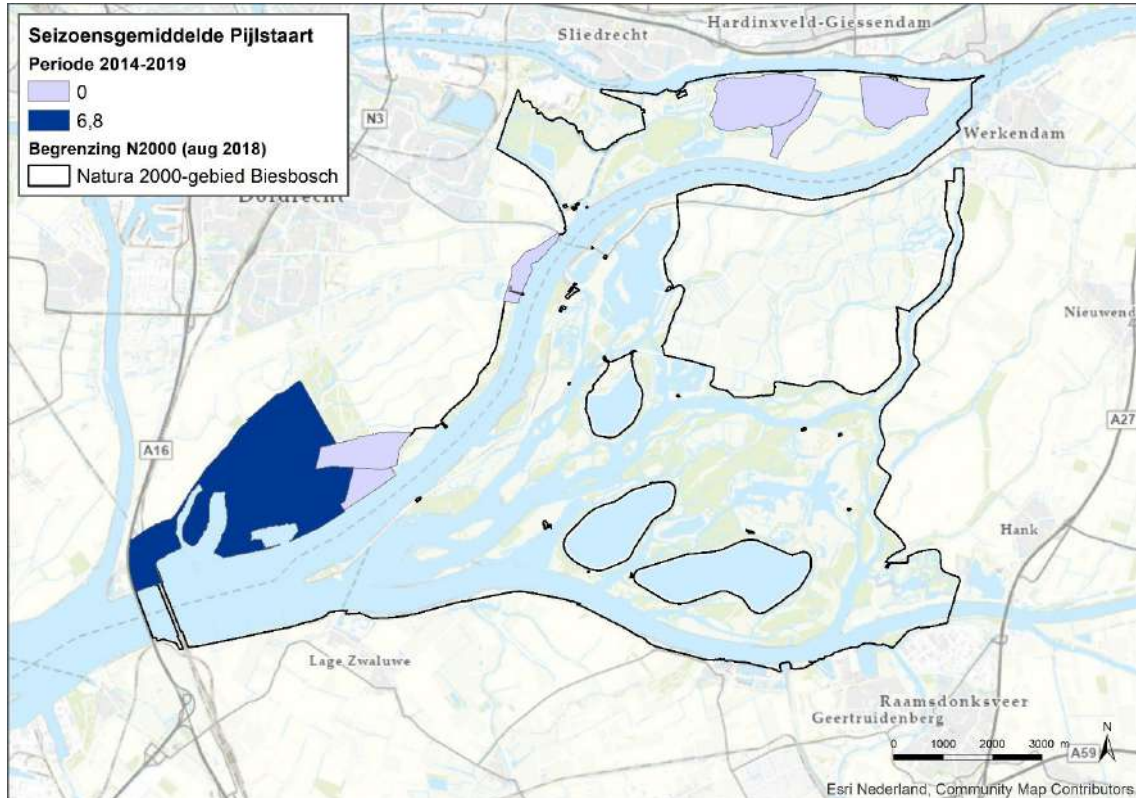 Seizoensgemiddelde Pijlstaart
Periode 2014-2019
0
6,8
Begrenzing N2000 (aug 2018)
Natura 2000-gebied Biesbosch
Hardinxveld-Giessendam
Sliedrecht
N3
Werkendam
Dordrecht
Nieuwend
A27
A16
Hank
Lage Zwaluwe
Raamsdonksveer
Geertruidenberg
N
0 1000 2000 3000 m
A59
Esri Nederland, Community Map Contributors